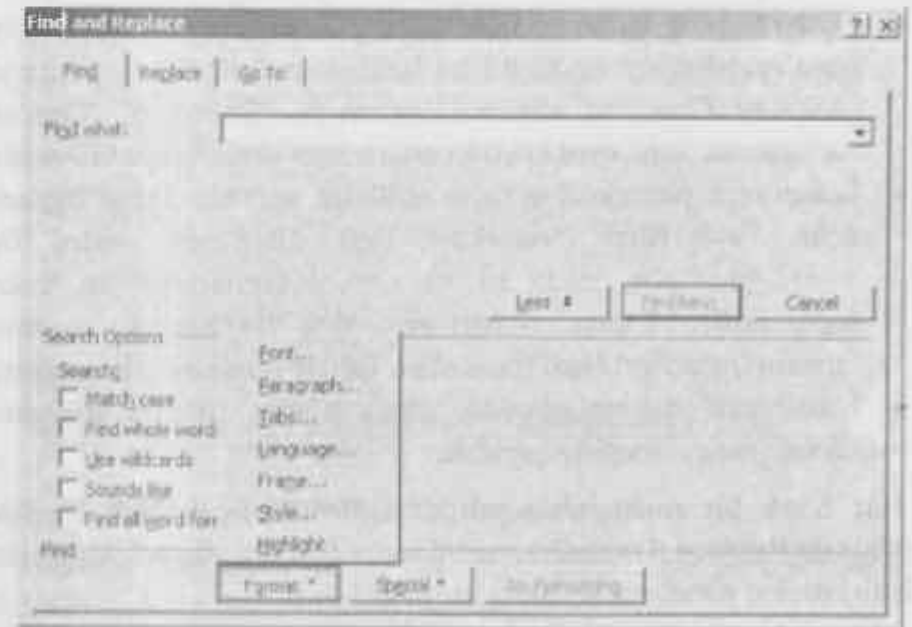 Find and Replace
Find Replace Go To
Find what:
Less Find Next Cancel
Search Options
Search:
Match case
Find whole word
Use wildcards
Sounds like
Find all word for
Find
Font...
Paragraph...
Tabs...
Language...
Frame...
Style...
Highlight
Format Special No Formatting